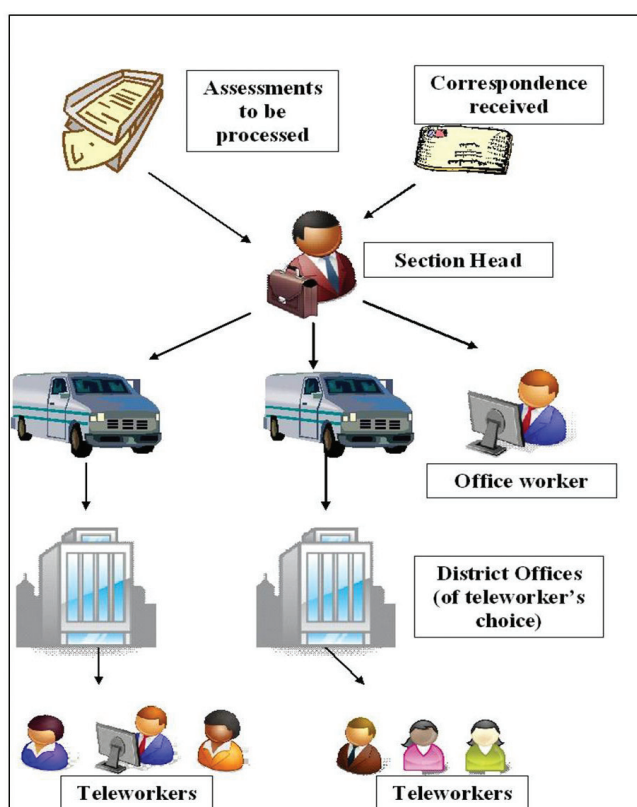 Assessments
to be
processed
Correspondence
received
Section Head
Office worker
District Offices
(of teleworker's
choice)
Teleworkers
Teleworkers